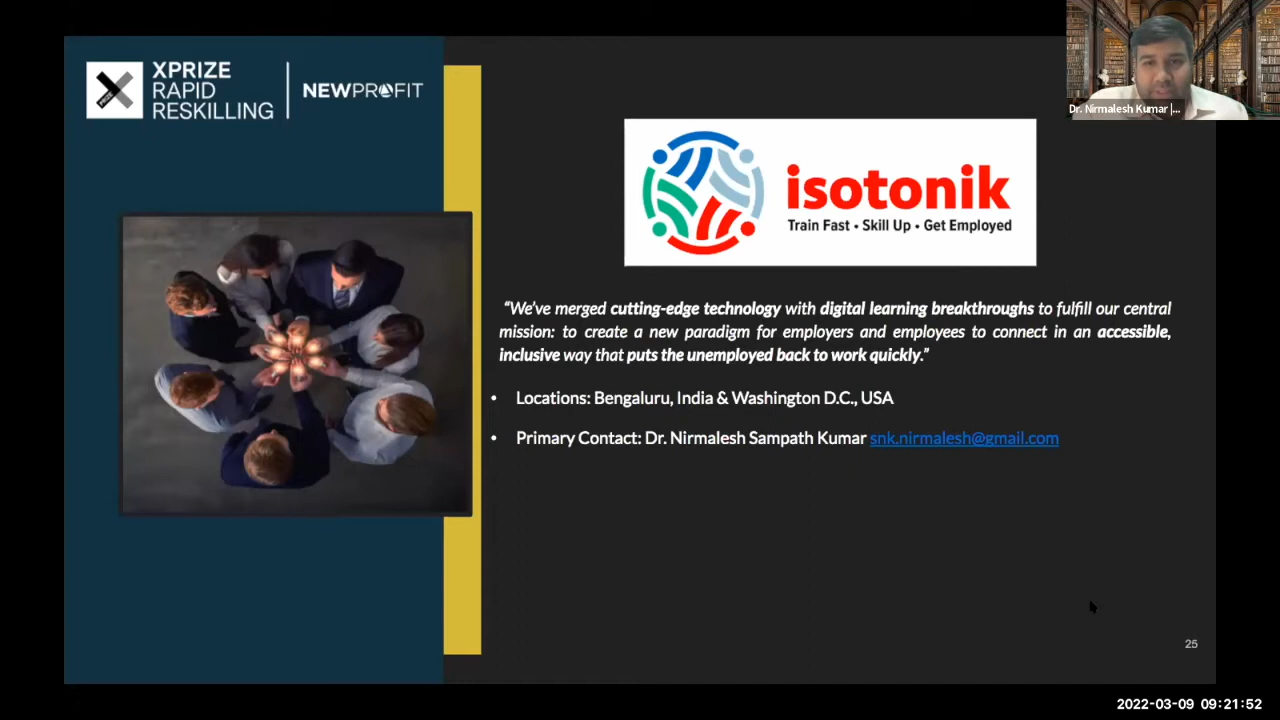 XPRIZE
RAPID
RESKILLING
NEWPROFIT
Dr. Nirmalesh Kumar |...
isotonik
Train Fast • Skill Up • Get Employed
“We’ve merged cutting-edge technology with digital learning breakthroughs to fulfill our central
mission: to create a new paradigm for employers and employees to connect in an accessible,
inclusive way that puts the unemployed back to work quickly.”
• Locations: Bengaluru, India & Washington D.C., USA
• Primary Contact: Dr. Nirmalesh Sampath Kumar snk.nirmalesh@gmail.com
25
2022-03-09 09:21:52